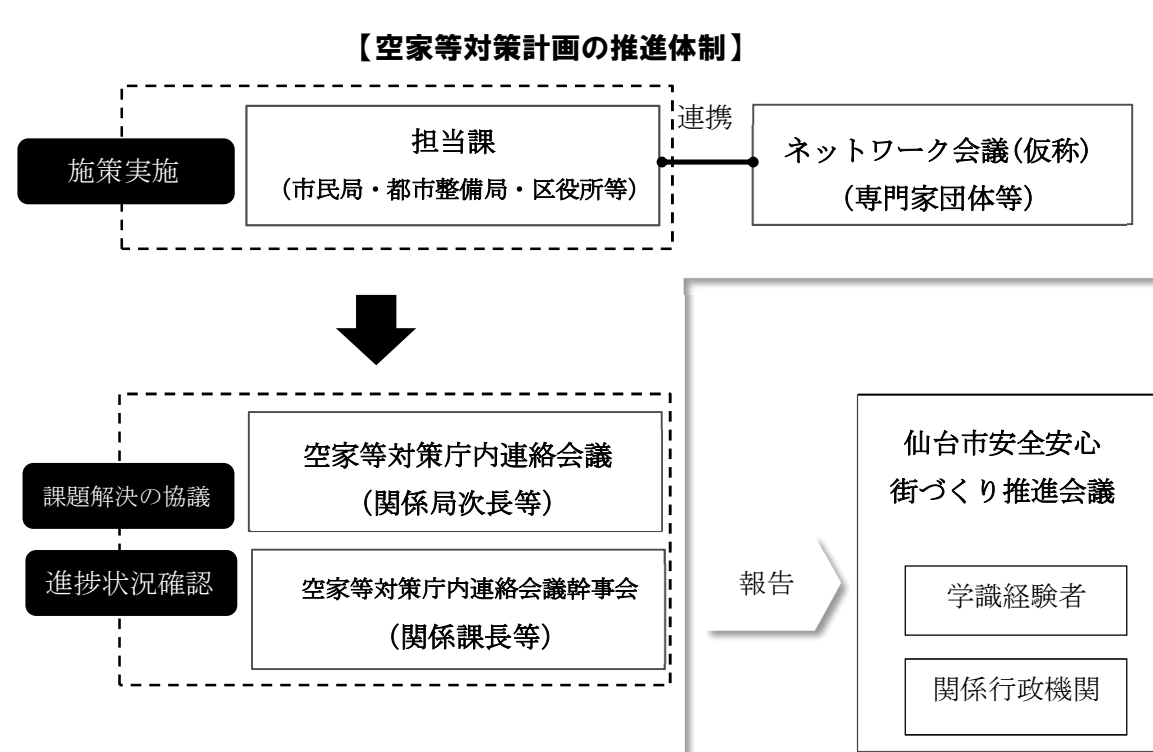 【空家等対策計画の推進体制】
施策実施
担当課
（市民局・都市整備局・区役所等）
連携
ネットワーク会議（仮称）
（専門家団体等）
課題解決の協議
進捗状況確認
空家等対策庁内連絡会議
（関係局次長等）
空家等対策庁内連絡会議幹事会
（関係課長等）
報告
仙台市安全安心
街づくり推進会議
学識経験者
関係行政機関